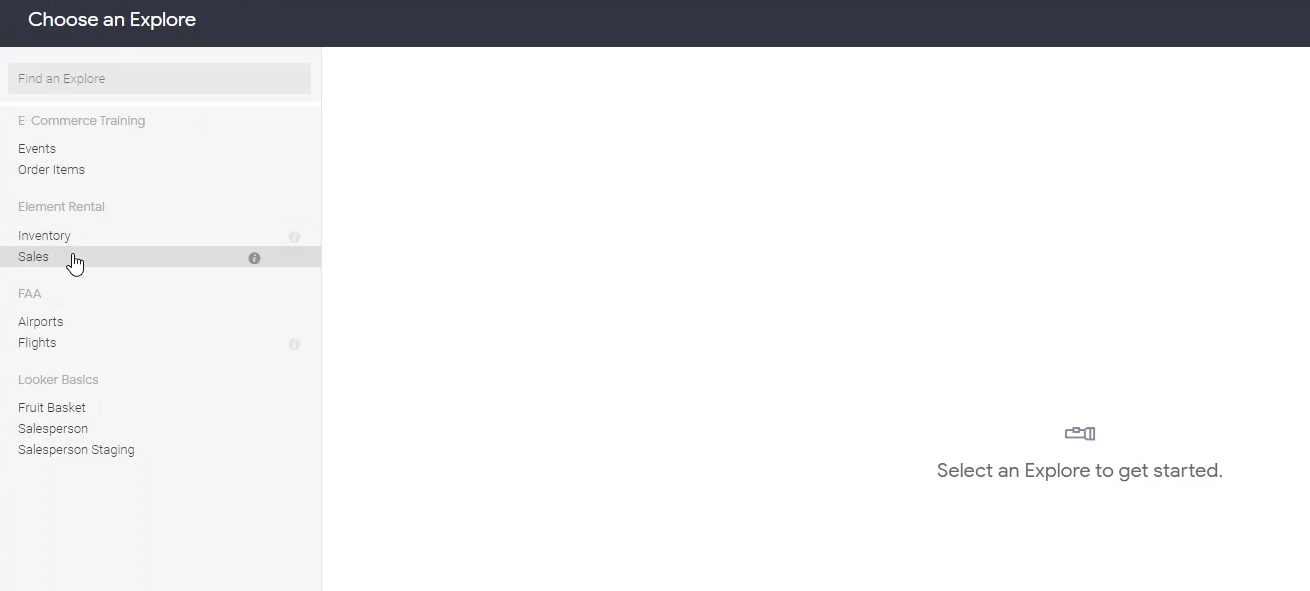 Choose an Explore
Find an Explore
E Commerce Training
Events
Order Items
Element Rental
Inventory
Sales
FAA
Airports
Flights
Looker Basics
Fruit Basket
Salesperson
Salesperson Staging
Select an Explore to get started.